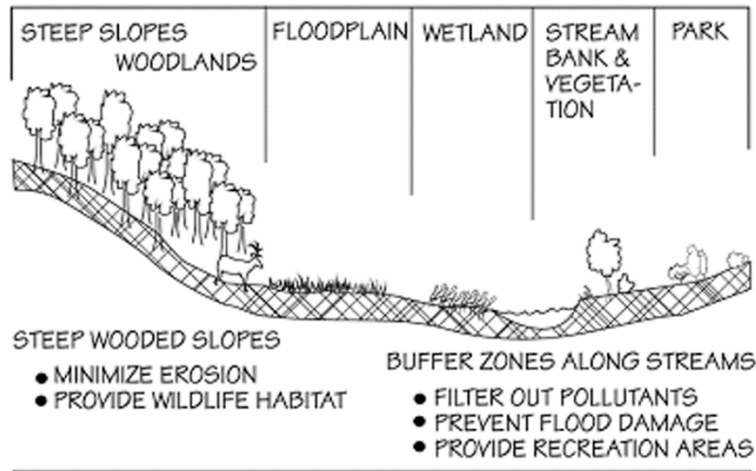 STEEP SLOPES
WOODLANDS
FLOODPLAIN
WETLAND
STREAM
BANK &
VEGETA-
TION
PARK
STEEP WOODED SLOPES
● MINIMIZE EROSION
● PROVIDE WILDLIFE HABITAT
BUFFER ZONES ALONG STREAMS
● FILTER OUT POLLUTANTS
● PREVENT FLOOD DAMAGE
● PROVIDE RECREATION AREAS